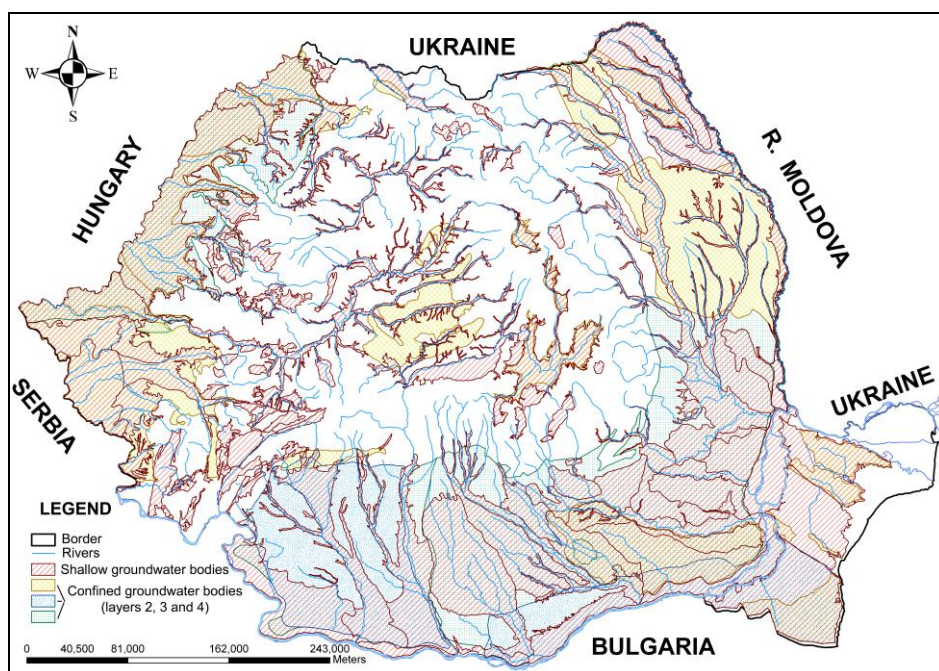 UKRAINE
N
W E
S
HUNGARY
R. MOLDOVA
UKRAINE
SERBIA
LEGEND
Border
Rivers
Shallow groundwater bodies
Confined groundwater bodies
(layers 2, 3 and 4)
0 40,500 81,000 162,000 243,000
Meters
BULGARIA